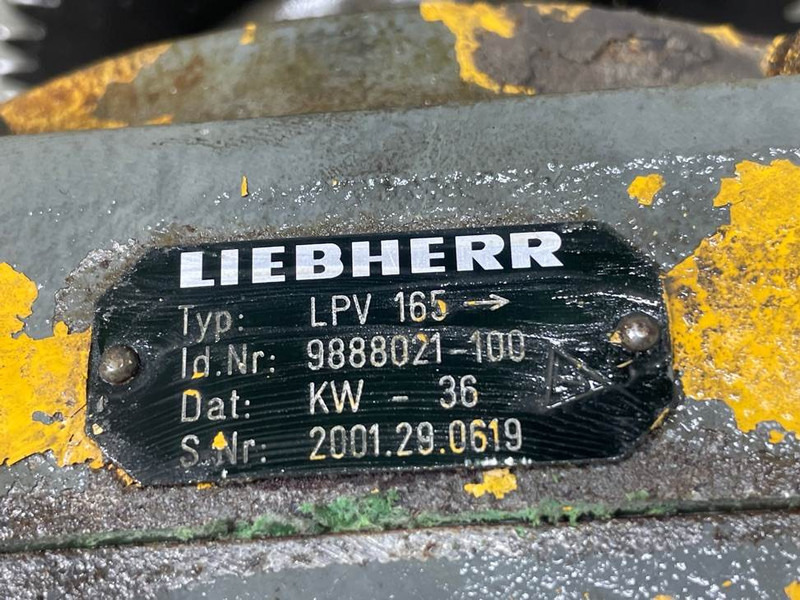 LIEBHERR
Typ: LPV 165 →
Id.Nr: 9888021-100
Dat: KW - 36
S.Nr: 2001.29.0619